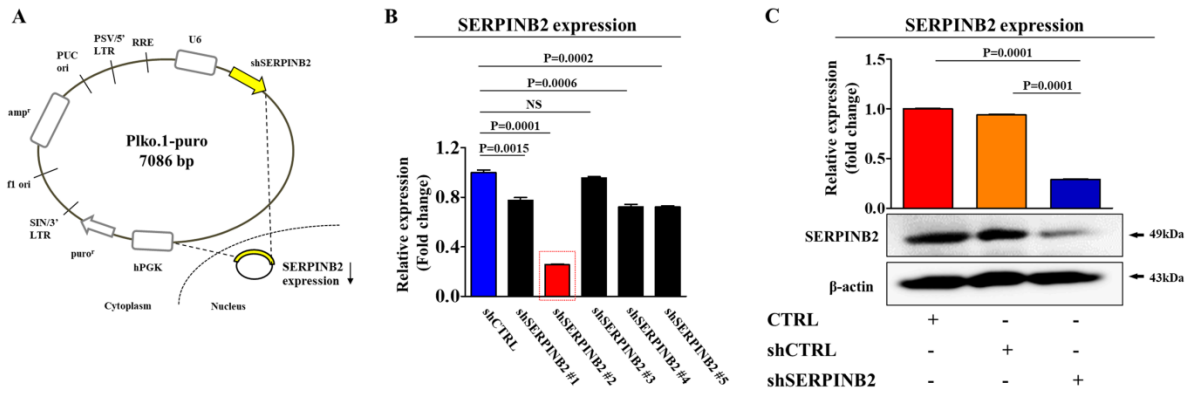 A
PSV/5'
LTR
RRE
U6
shSERPINB2
PUC
ori
amp^r
Plko.1-puro
7086 bp
f1 ori
SIN/3'
LTR
puro^r
hPGK
SERPINB2
expression ↓
Cytoplasm
Nucleus
B
SERPINB2 expression
P=0.0002
P=0.0006
NS
P=0.0001
P=0.0015
Relative expression
(Fold change)
1.2
0.8
0.4
0.0
shCTRL
shSERPINB2 #1
shSERPINB2 #2
shSERPINB2 #3
shSERPINB2 #4
shSERPINB2 #5
C
SERPINB2 expression
P=0.0001
P=0.0001
Relative expression
(fold change)
1.5
1.0
0.5
0.0
SERPINB2
49kDa
β-actin
43kDa
CTRL + - -
shCTRL - + -
shSERPINB2 - - +